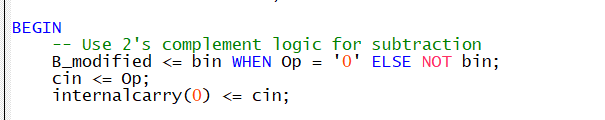 BEGIN
-- Use 2's complement logic for subtraction
B_modified <= bin WHEN Op = '0' ELSE NOT bin;
cin <= Op;
internalcarry(0) <= cin;